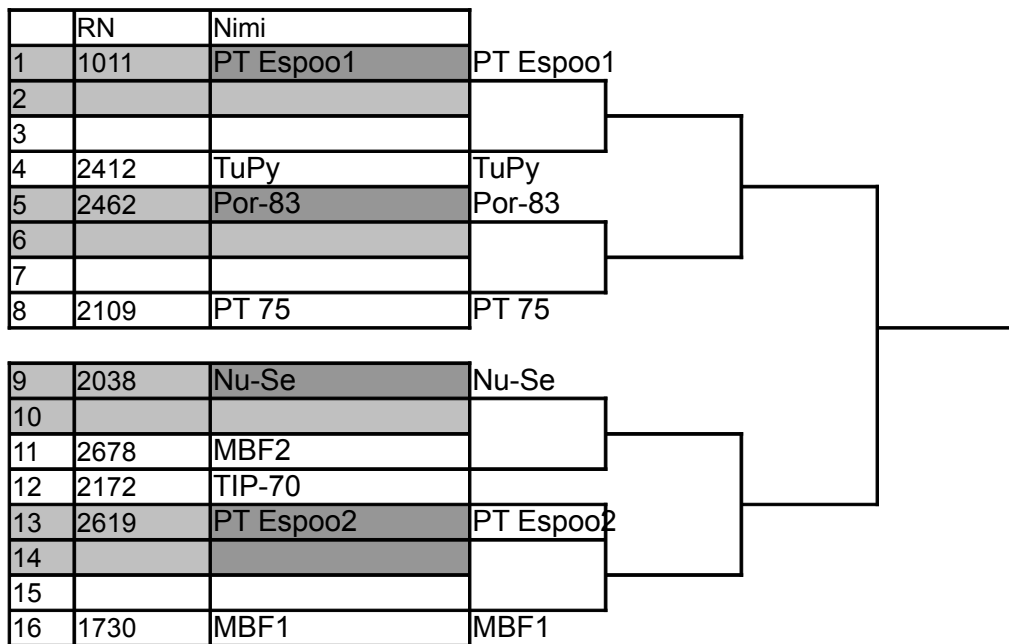 RN Nimi
1 1011 PT Espoo1 PT Espoo1
2
3
4 2412 TuPy TuPy
5 2462 Por-83 Por-83
6
7
8 2109 PT 75 PT 75
9 2038 Nu-Se Nu-Se
10
11 2678 MBF2
12 2172 TIP-70
13 2619 PT Espoo2 PT Espoo2
14
15
16 1730 MBF1 MBF1